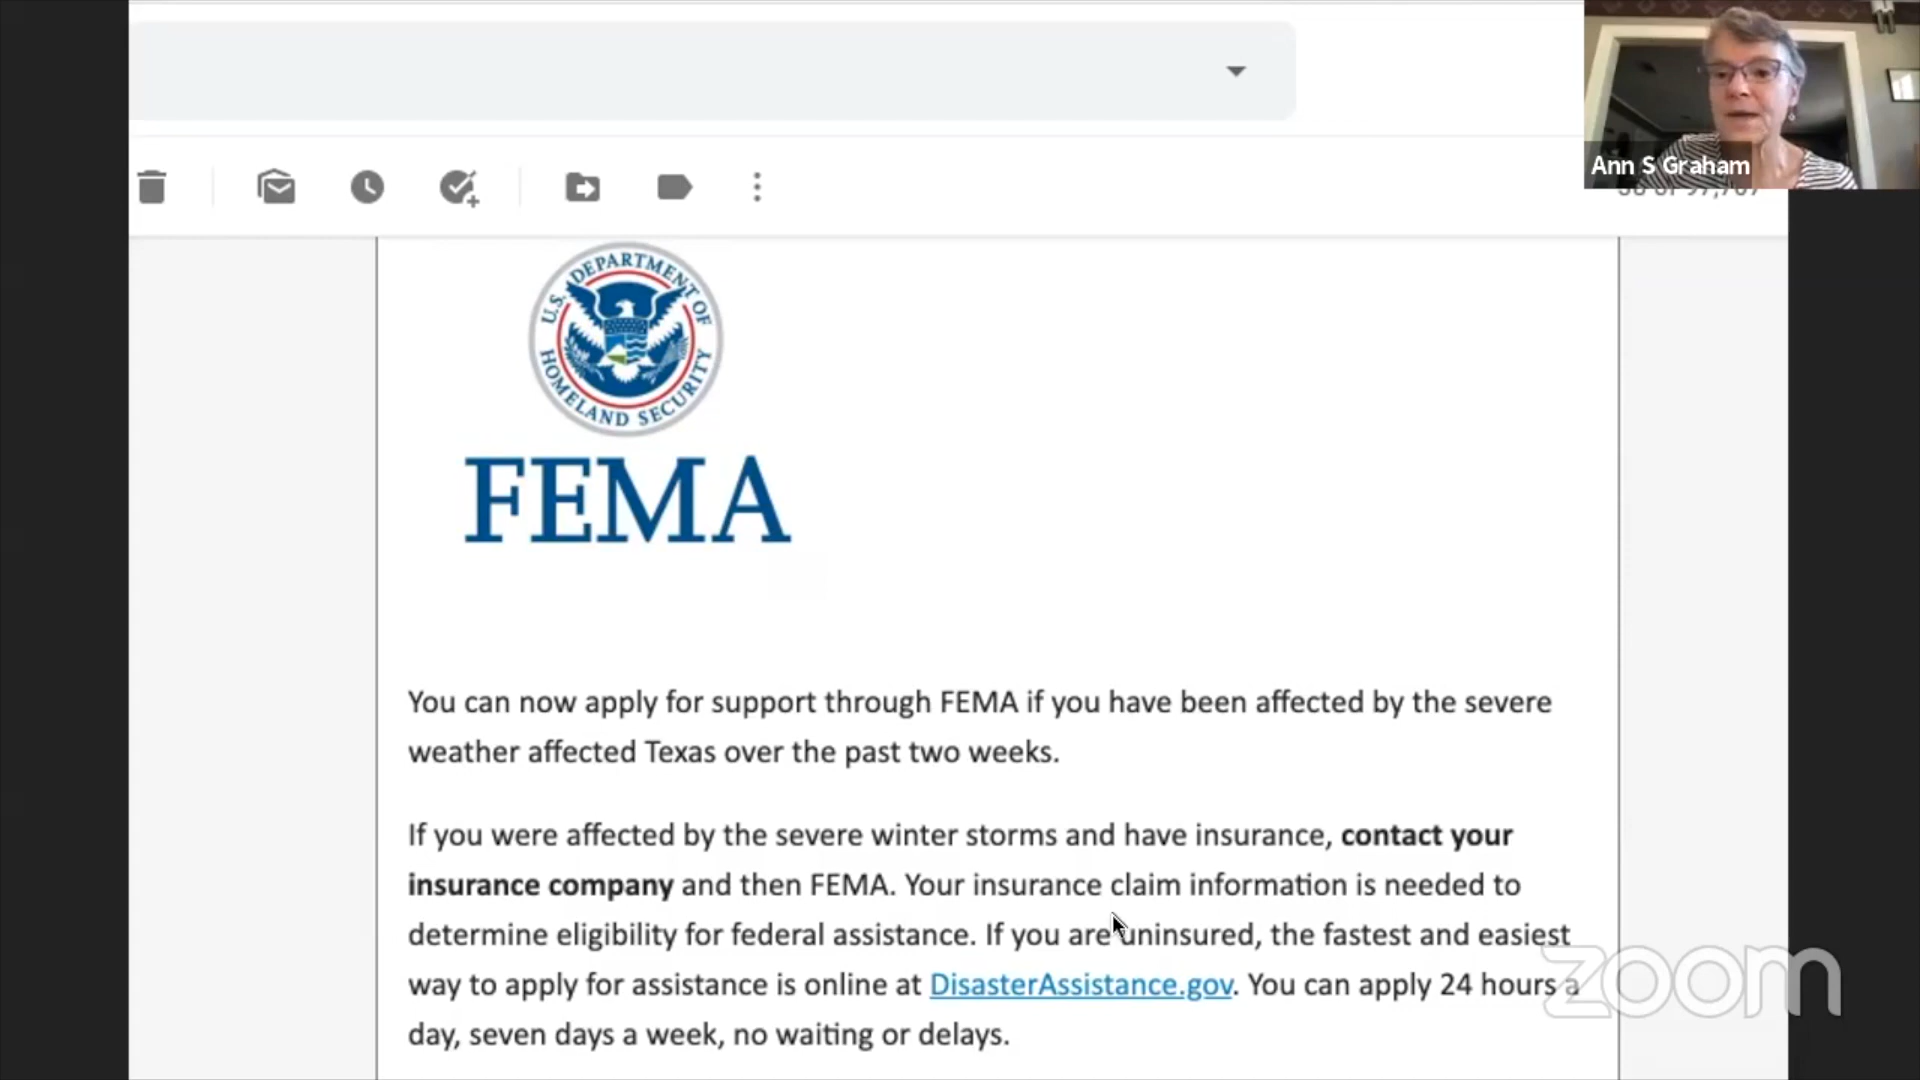 Ann S Graham
U.S. DEPARTMENT OF
HOMELAND SECURITY
FEMA
You can now apply for support through FEMA if you have been affected by the severe
weather affected Texas over the past two weeks.
If you were affected by the severe winter storms and have insurance, contact your
insurance company and then FEMA. Your insurance claim information is needed to
determine eligibility for federal assistance. If you are uninsured, the fastest and easiest
way to apply for assistance is online at DisasterAssistance.gov. You can apply 24 hours a
day, seven days a week, no waiting or delays.
zoom